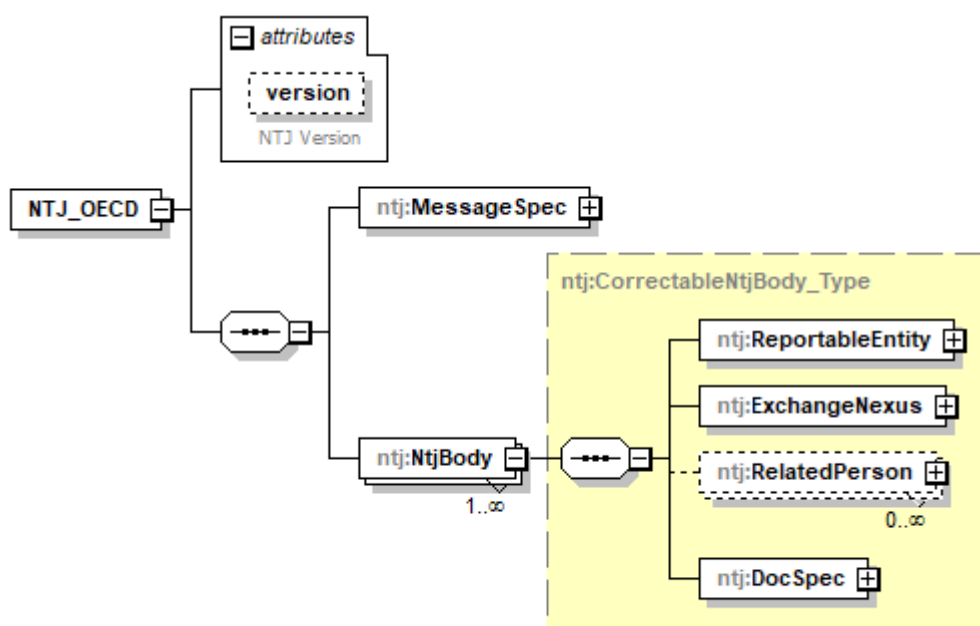 attributes
version
NTJ Version
NTJ_OECD
ntj:MessageSpec
ntj:CorrectableNtjBody_Type
ntj:ReportableEntity
ntj:ExchangeNexus
ntj:NtjBody
1..∞
ntj:RelatedPerson
0..∞
ntj:DocSpec